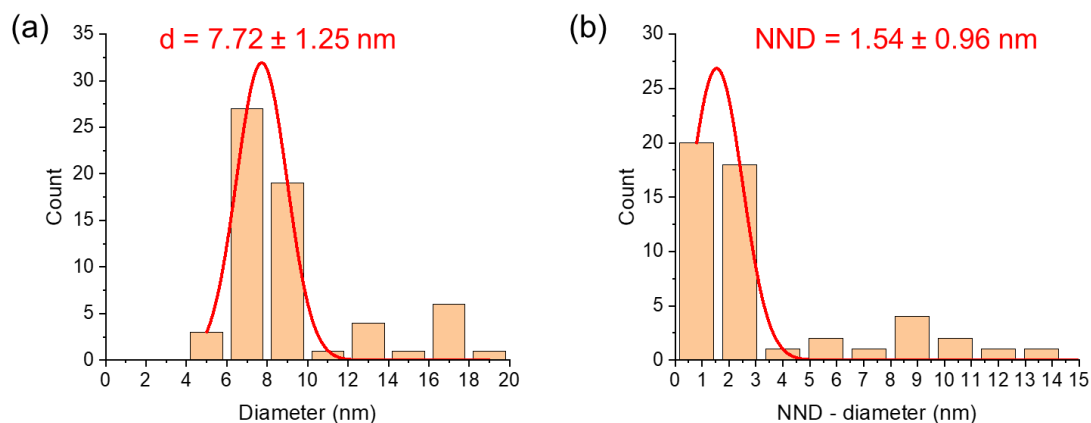 (a)
d = 7.72 ± 1.25 nm
35
30
25
20
15
10
5
0
Count
0 2 4 6 8 10 12 14 16 18 20
Diameter (nm)
(b)
NND = 1.54 ± 0.96 nm
30
25
20
15
10
5
0
Count
0 1 2 3 4 5 6 7 8 9 10 11 12 13 14 15
NND - diameter (nm)